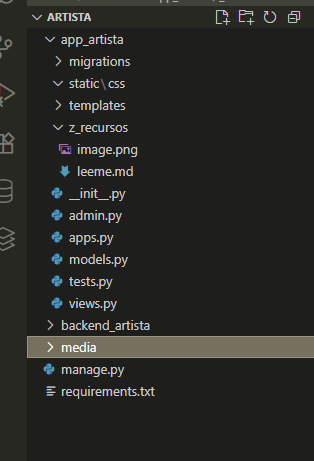 ARTISTA
app_artista
migrations
static\css
templates
z_recursos
image.png
leeme.md
__init__.py
admin.py
apps.py
models.py
tests.py
views.py
backend_artista
media
manage.py
requirements.txt